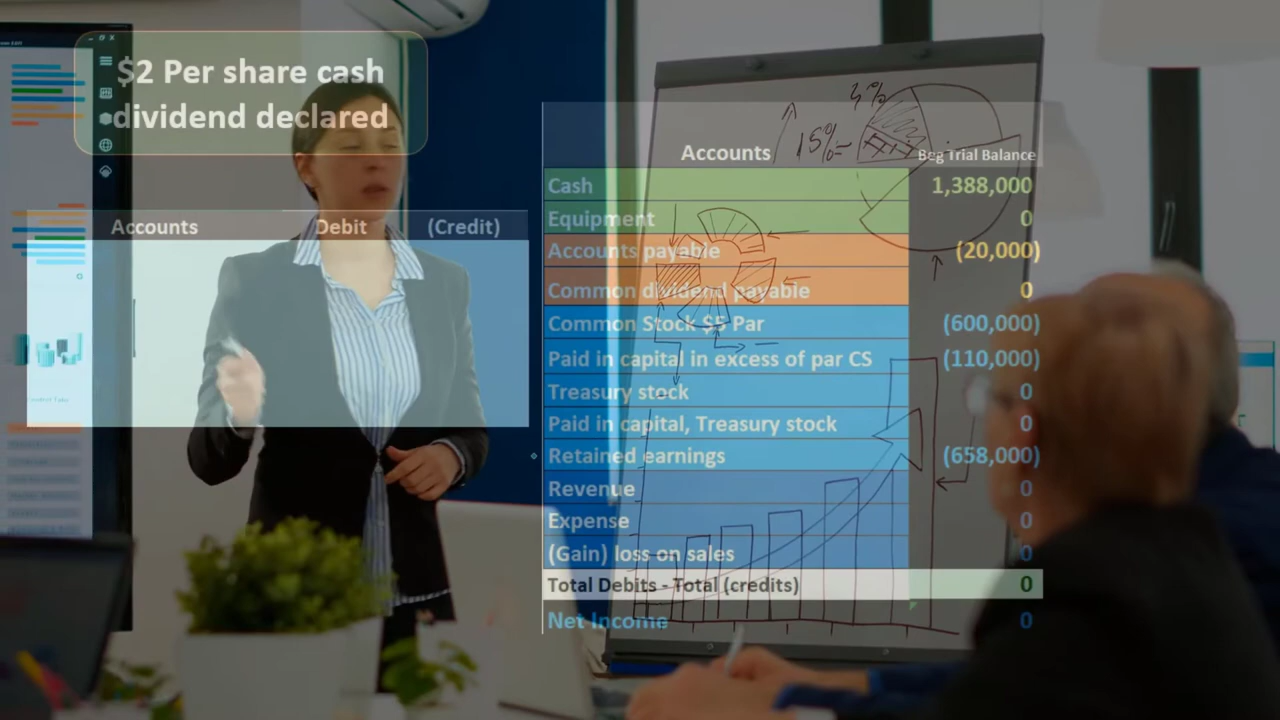 $2 Per share cash
dividend declared
Accounts Debit (Credit)
Accounts Beg Trial Balance
Cash 1,388,000
Equipment 0
Accounts payable (20,000)
Common dividend payable 0
Common Stock $5 Par (600,000)
Paid in capital in excess of par CS (110,000)
Treasury stock 0
Paid in capital, Treasury stock 0
Retained earnings (658,000)
Revenue 0
Expense 0
(Gain) loss on sales 0
Total Debits - Total (credits) 0
Net Income 0
15%